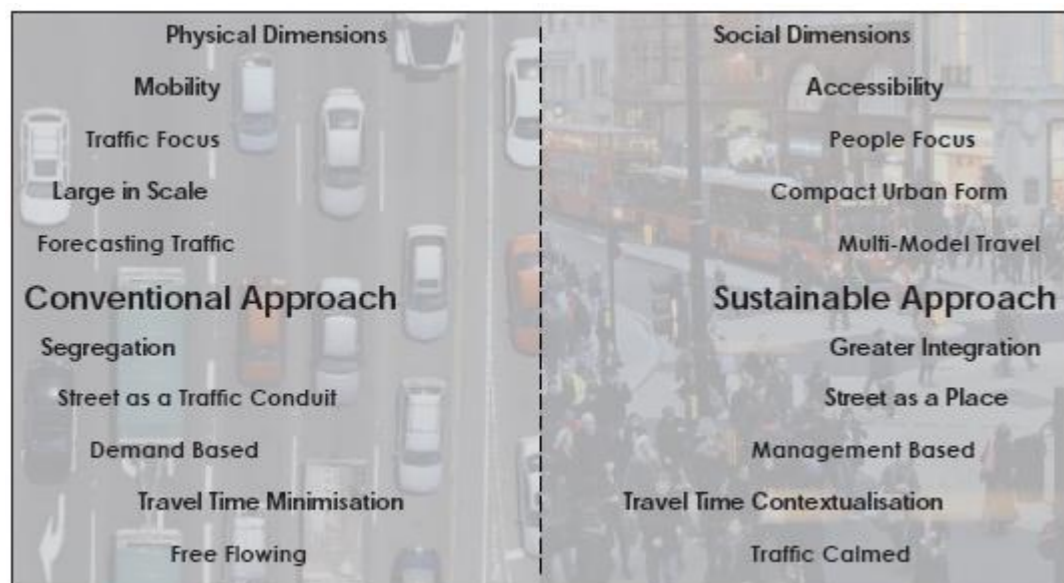 Physical Dimensions
Mobility
Traffic Focus
Large in Scale
Forecasting Traffic
Conventional Approach
Segregation
Street as a Traffic Conduit
Demand Based
Travel Time Minimisation
Free Flowing
Social Dimensions
Accessibility
People Focus
Compact Urban Form
Multi-Model Travel
Sustainable Approach
Greater Integration
Street as a Place
Management Based
Travel Time Contextualisation
Traffic Calmed